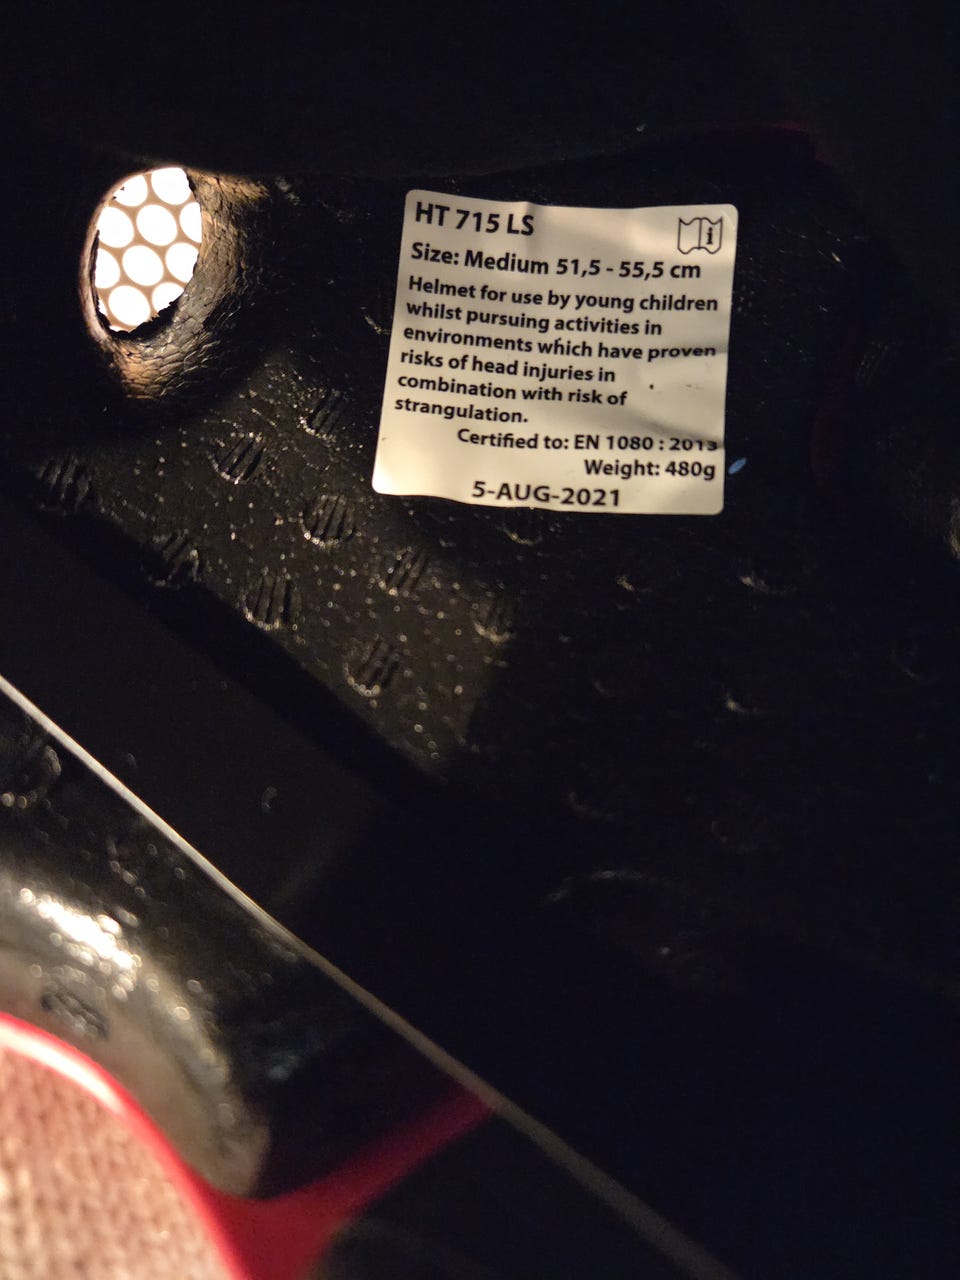 HT 715 LS
i
Size: Medium 51,5 - 55,5 cm
Helmet for use by young children
whilst pursuing activities in
environments which have proven
risks of head injuries in
combination with risk of
strangulation.
Certified to: EN 1080 : 2013
Weight: 480g
5-AUG-2021